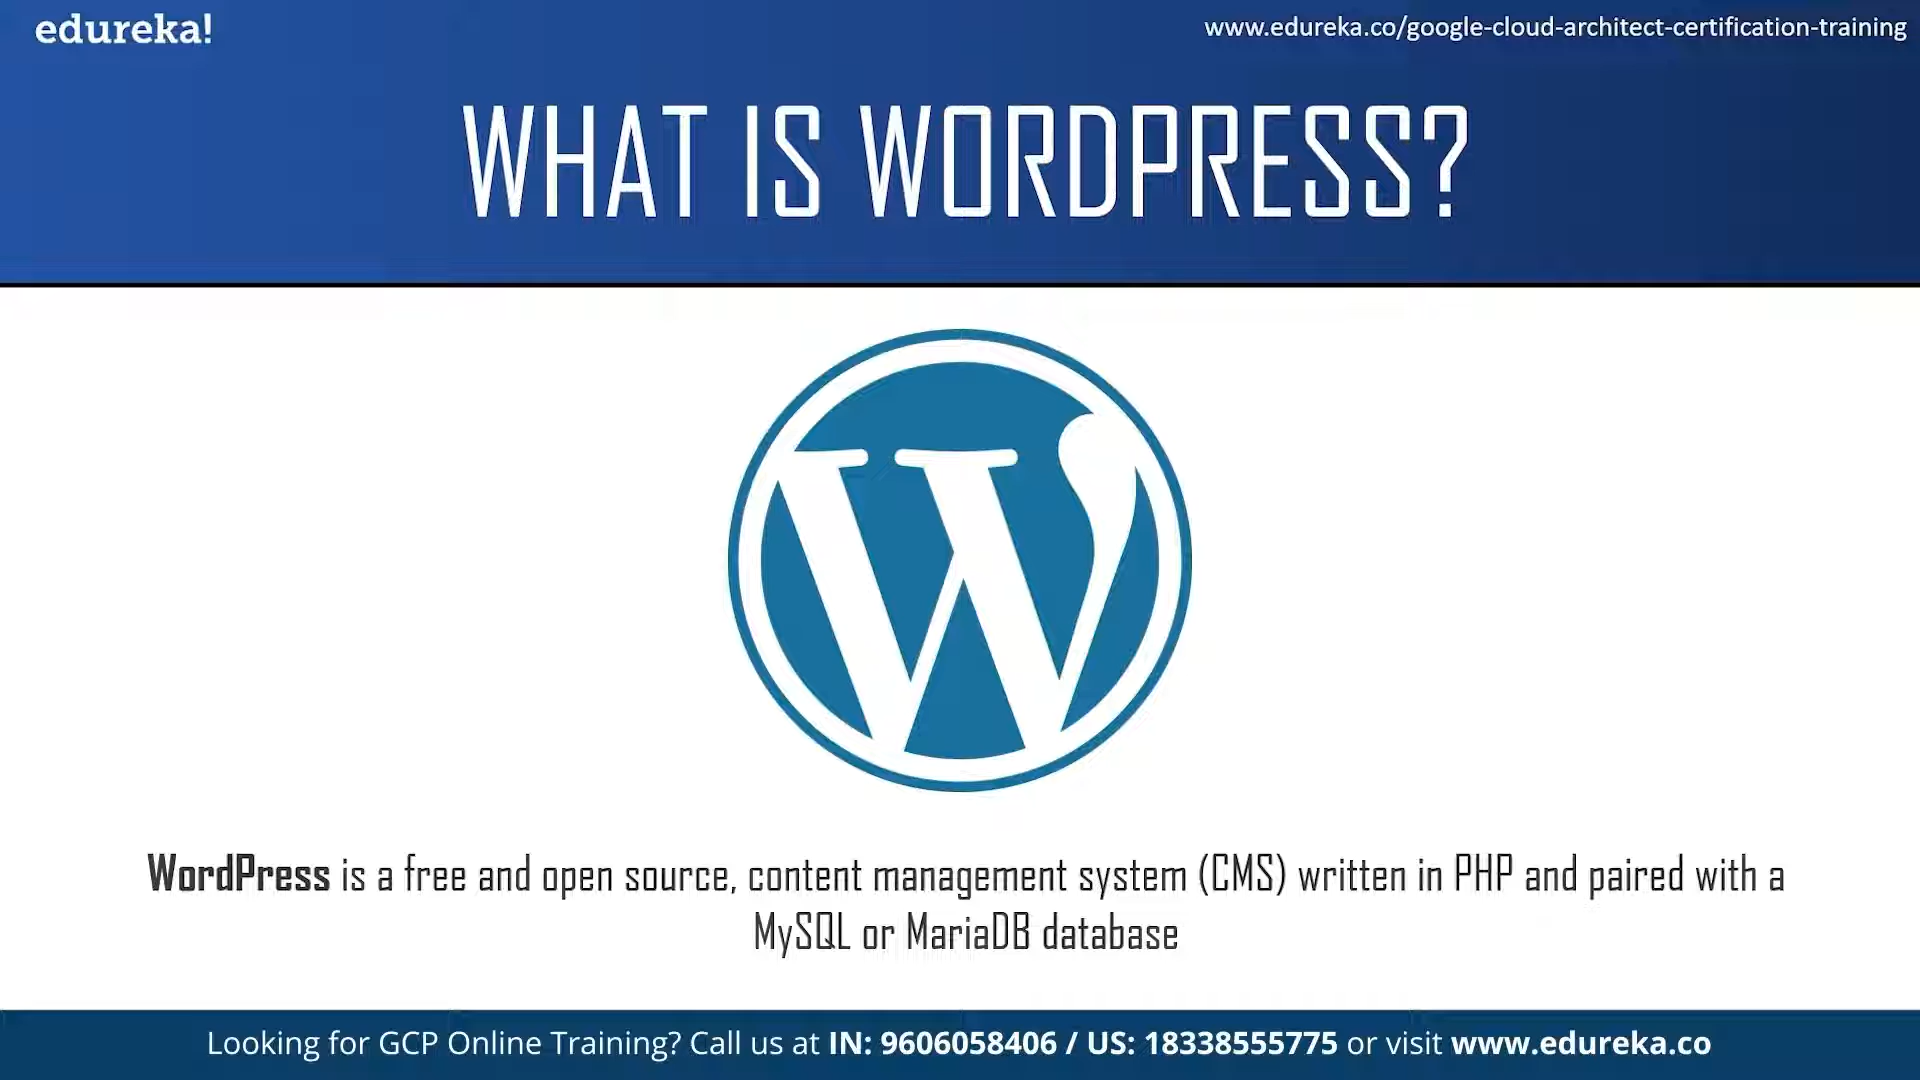 edureka!
www.edureka.co/google-cloud-architect-certification-training
WHAT IS WORDPRESS?
WordPress is a free and open source, content management system (CMS) written in PHP and paired with a
MySQL or MariaDB database
Looking for GCP Online Training? Call us at IN: 9606058406 / US: 18338555775 or visit www.edureka.co